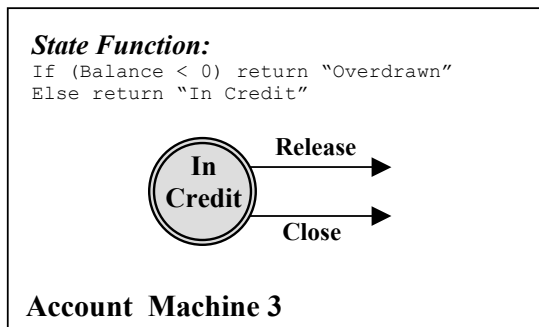 State Function:
If (Balance < 0) return “Overdrawn”
Else return “In Credit”
Release
In
Credit
Close
Account Machine 3